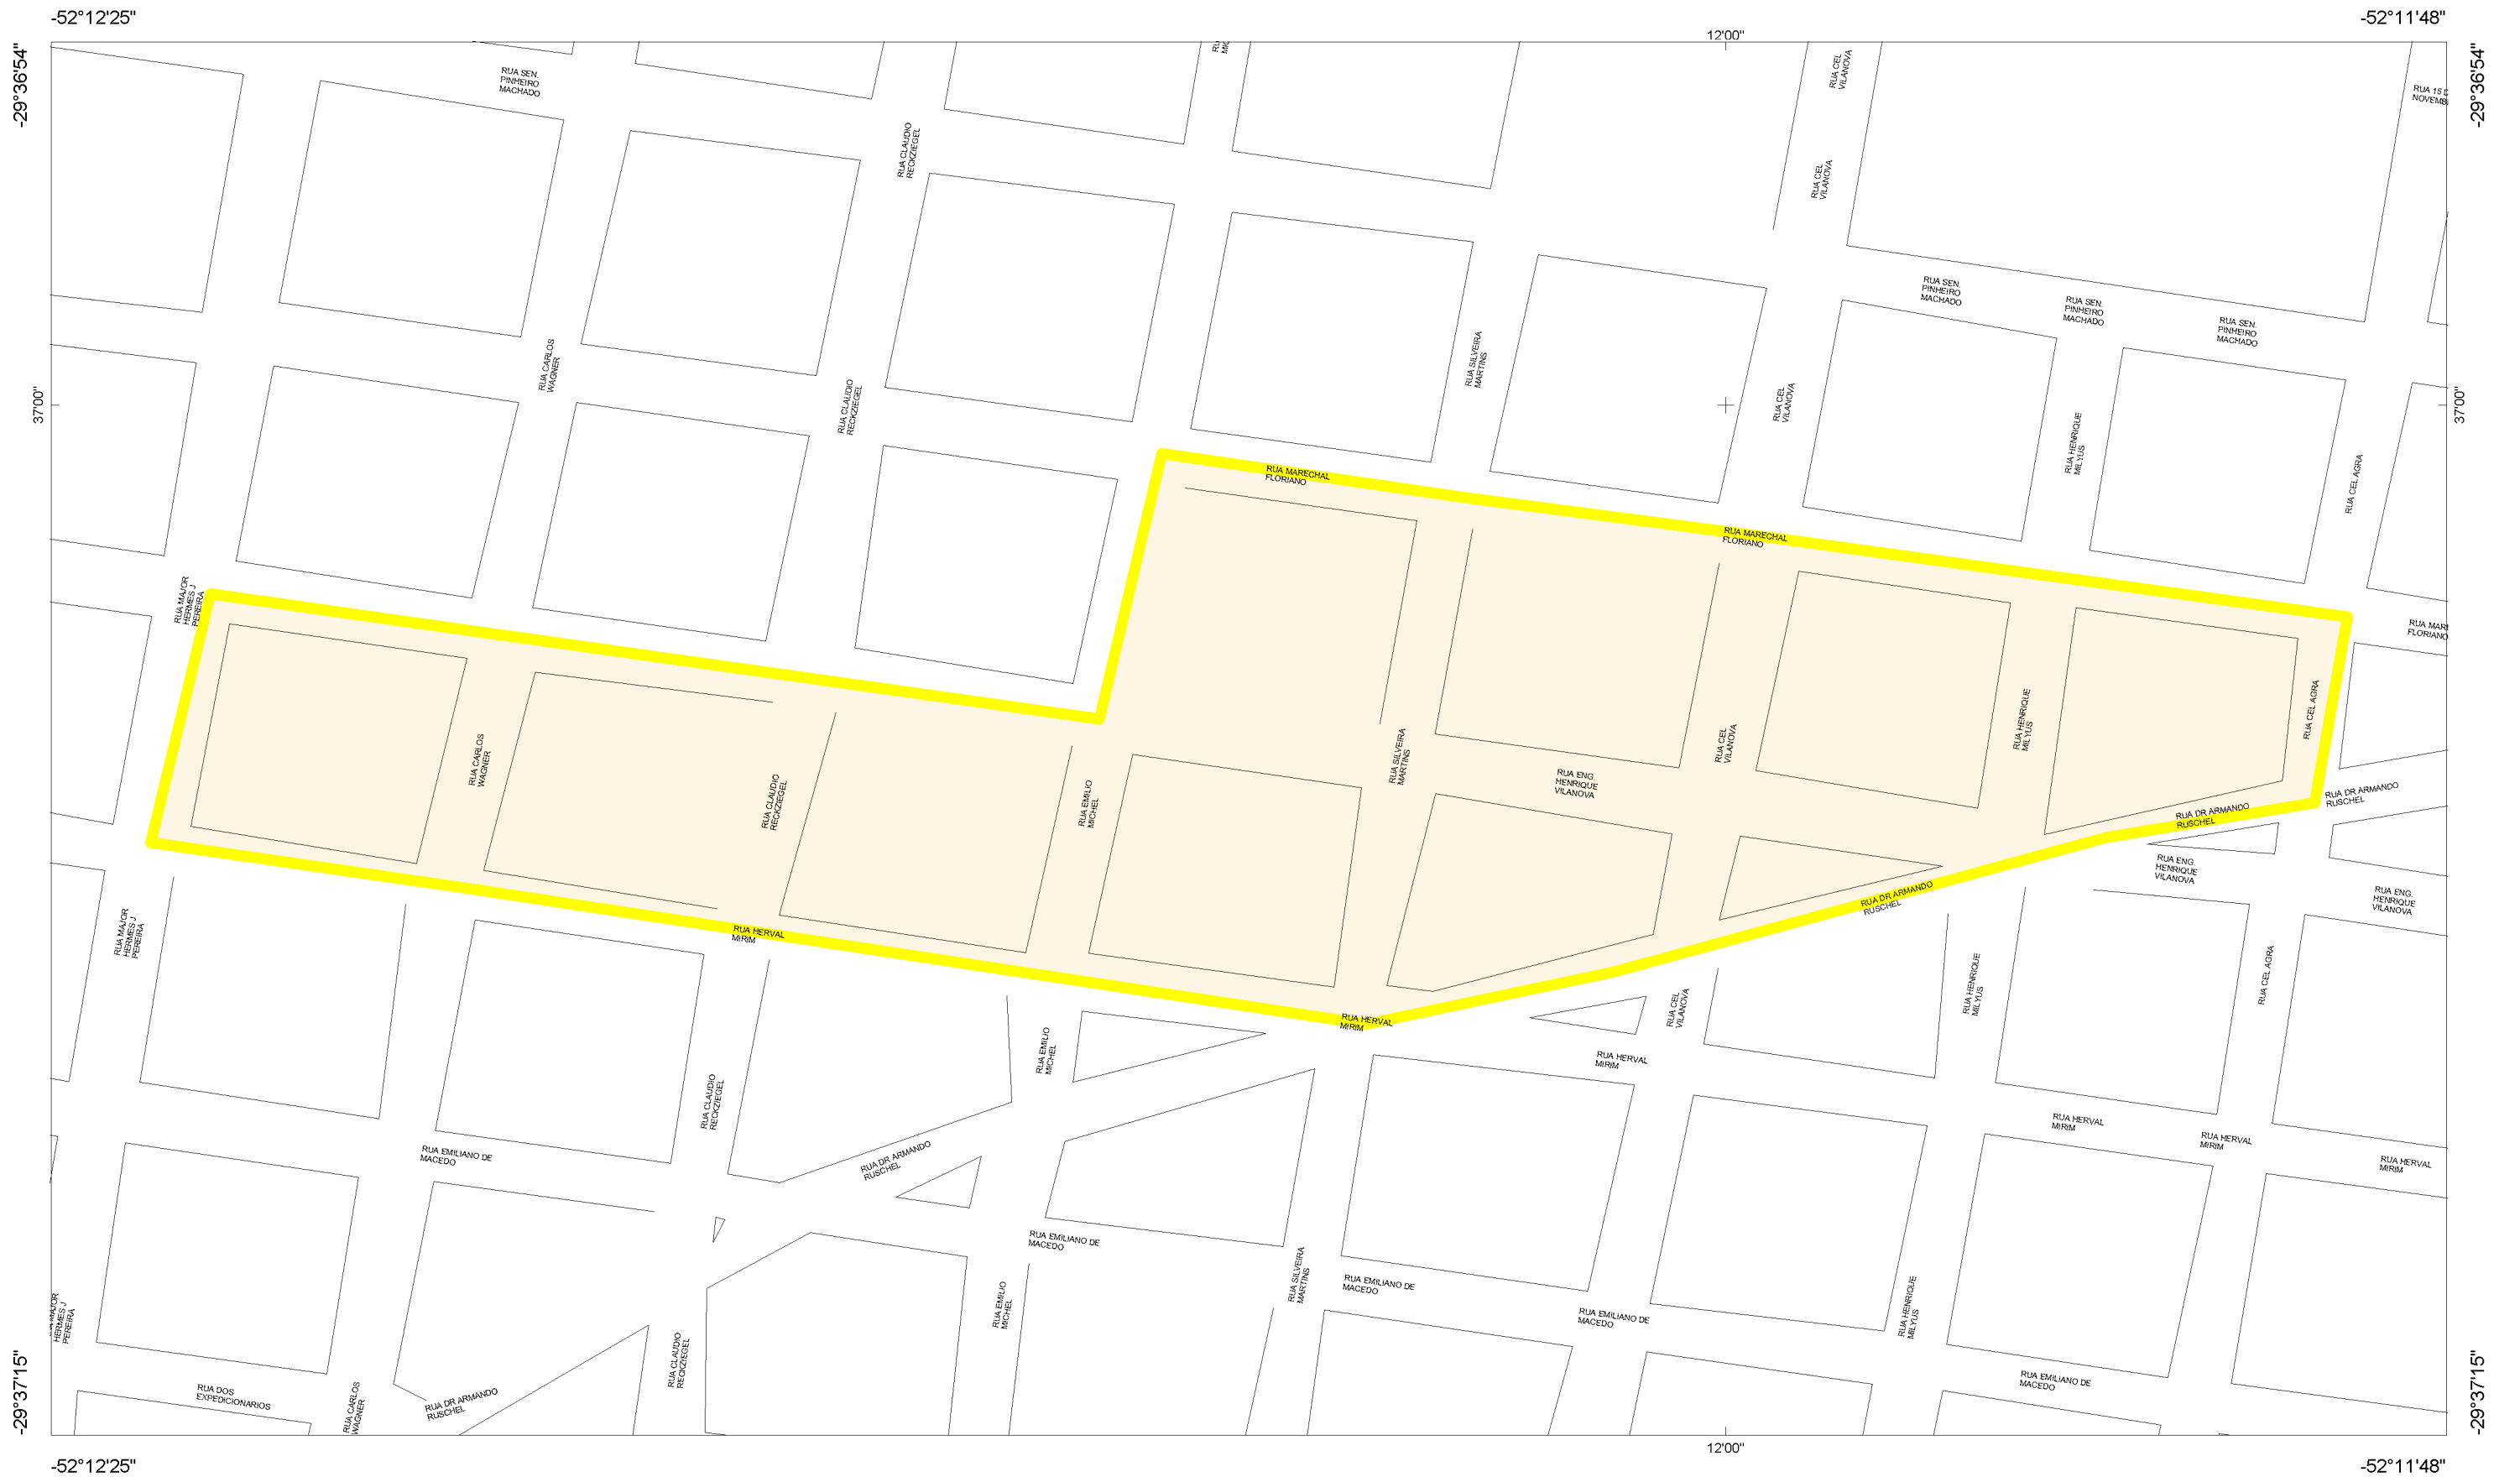 -52°12'25"
-52°11'48"
-29°36'54"
-29°36'54"
12'00"
RUA SEN.
PINHEIRO
MACHADO
RUA CEL
VILANOVA
RUA CLAUDIO
RECKZIEGEL
RUA CEL
VILANOVA
RUA SEN.
PINHEIRO
MACHADO
RUA SEN.
PINHEIRO
MACHADO
RUA SEN.
PINHEIRO
MACHADO
RUA CARLOS
WAGNER
RUA SILVEIRA
MARTINS
37'00"
37'00"
RUA CLAUDIO
RECKZIEGEL
RUA CEL
VILANOVA
RUA HENRIQUE
MILYUS
RUA MARECHAL
FLORIANO
RUA CEL AGRA
RUA MARECHAL
FLORIANO
RUA MAJOR
HERMES J
PEREIRA
FLORIANO
RUA CARLOS
WAGNER
RUA CLAUDIO
RECKZIEGEL
RUA EMILIO
MICHEL
RUA SILVEIRA
MARTINS
RUA ENG.
HENRIQUE
VILANOVA
RUA CEL
VILANOVA
RUA HENRIQUE
MILYUS
RUA CEL AGRA
RUA DR ARMANDO
RUSCHEL
RUA DR ARMANDO
RUSCHEL
RUA ENG.
HENRIQUE
VILANOVA
RUA DR ARMANDO
RUSCHEL
RUA ENG.
HENRIQUE
VILANOVA
RUA MAJOR
HERMES J
PEREIRA
RUA HERVAL
MIRIM
RUA HERVAL
MIRIM
RUA CEL
VILANOVA
RUA HENRIQUE
MILYUS
RUA CEL AGRA
RUA EMILIO
MICHEL
RUA HERVAL
MIRIM
RUA CLAUDIO
RECKZIEGEL
RUA HERVAL
MIRIM
RUA HERVAL
MIRIM
RUA HERVAL
MIRIM
RUA EMILIANO DE
MACEDO
RUA DR ARMANDO
RUSCHEL
RUA EMILIANO DE
MACEDO
RUA SILVEIRA
MARTINS
RUA EMILIANO DE
MACEDO
RUA EMILIANO DE
MACEDO
RUA EMILIO
MICHEL
RUA HENRIQUE
MILYUS
HERMES J
PEREIRA
RUA CLAUDIO
RECKZIEGEL
RUA EMILIANO DE
MACEDO
RUA DOS
EXPEDICIONARIOS
RUA CARLOS
WAGNER
RUA DR ARMANDO
RUSCHEL
-29°37'15"
-29°37'15"
12'00"
-52°12'25"
-52°11'48"